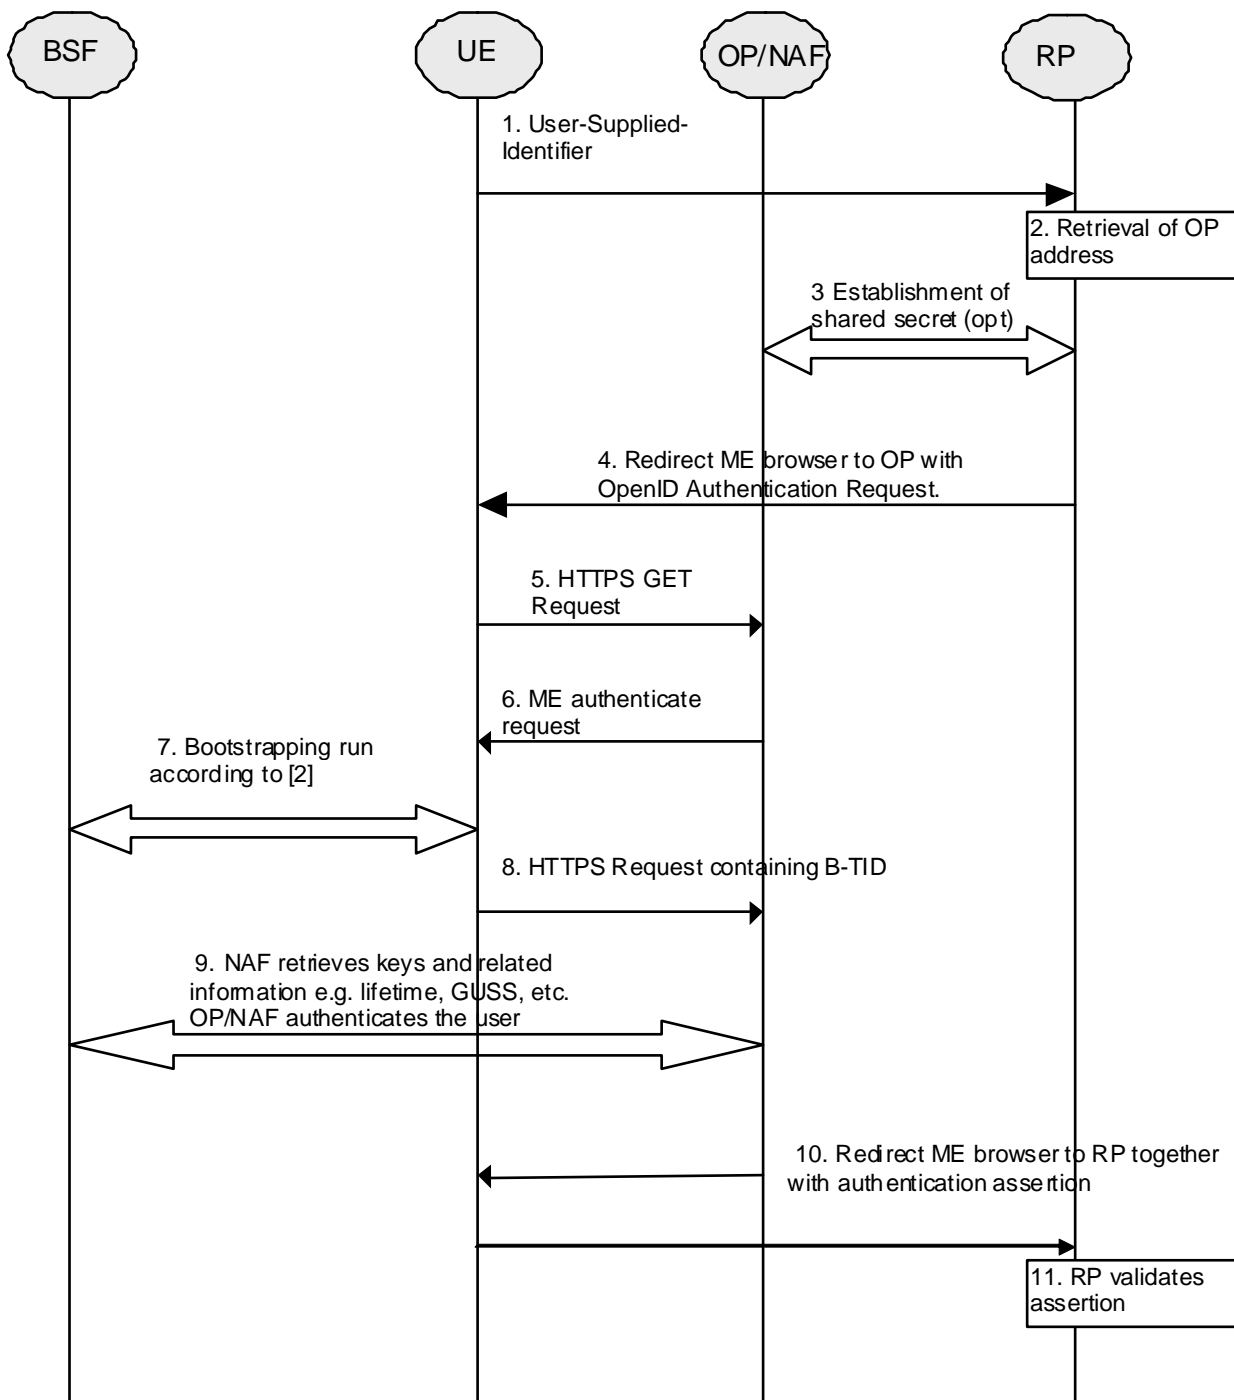 BSF
UE
OP/NAF
RP
1. User-Supplied-
Identifier
2. Retrieval of OP
address
3 Establishment of
shared secret (opt)
4. Redirect ME browser to OP with
OpenID Authentication Request.
5. HTTPS GET
Request
6. ME authenticate
request
7. Bootstrapping run
according to [2]
8. HTTPS Request containing B-TID
9. NAF retrieves keys and related
information e.g. lifetime, GUSS, etc.
OP/NAF authenticates the user
10. Redirect ME browser to RP together
with authentication assertion
11. RP validates
assertion